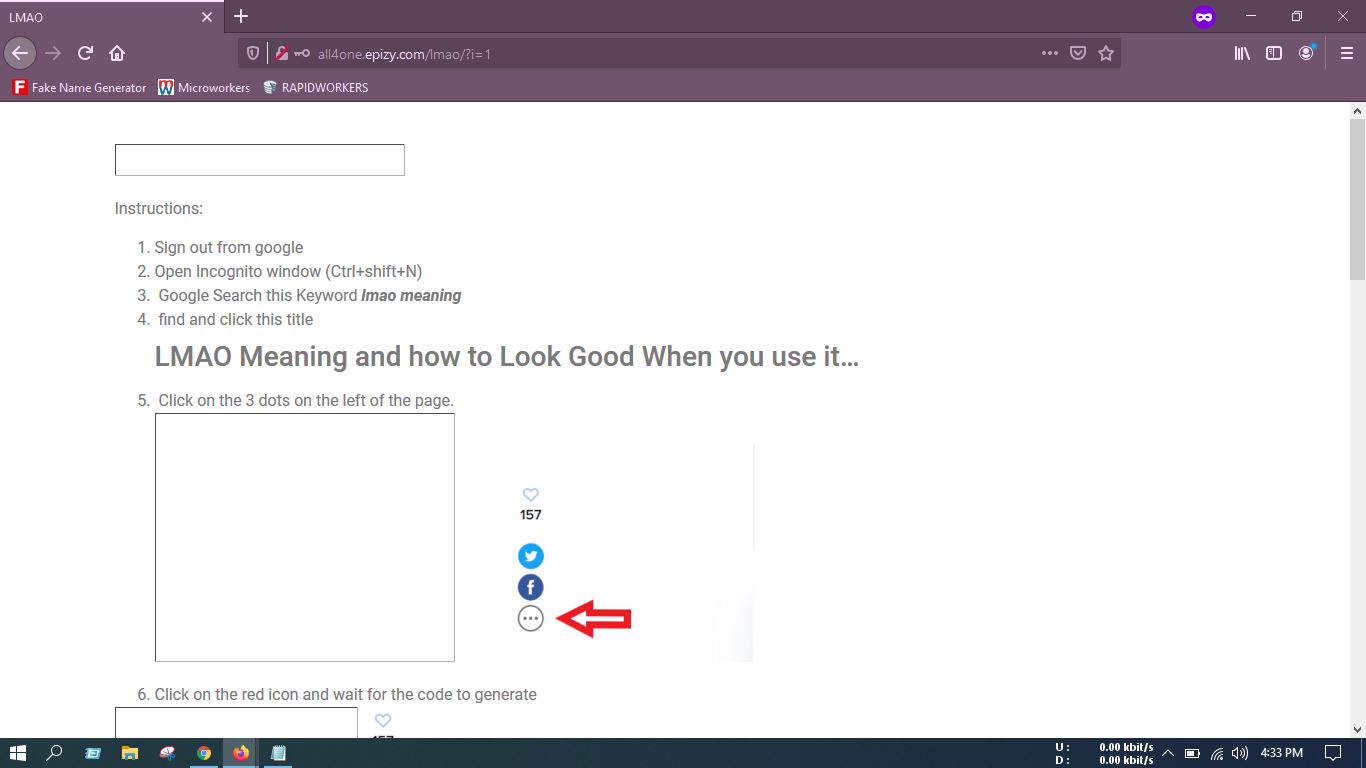 LMAO
all4one.epizy.com/lmao/?i=1
Fake Name Generator Microworkers RAPIDWORKERS
Instructions:
1. Sign out from google
2. Open Incognito window (Ctrl+shift+N)
3. Google Search this Keyword lmao meaning
4. find and click this title
LMAO Meaning and how to Look Good When you use it...
5. Click on the 3 dots on the left of the page.
157
6. Click on the red icon and wait for the code to generate
157
U: 0.00 kbit/s
D: 0.00 kbit/s
4:33 PM